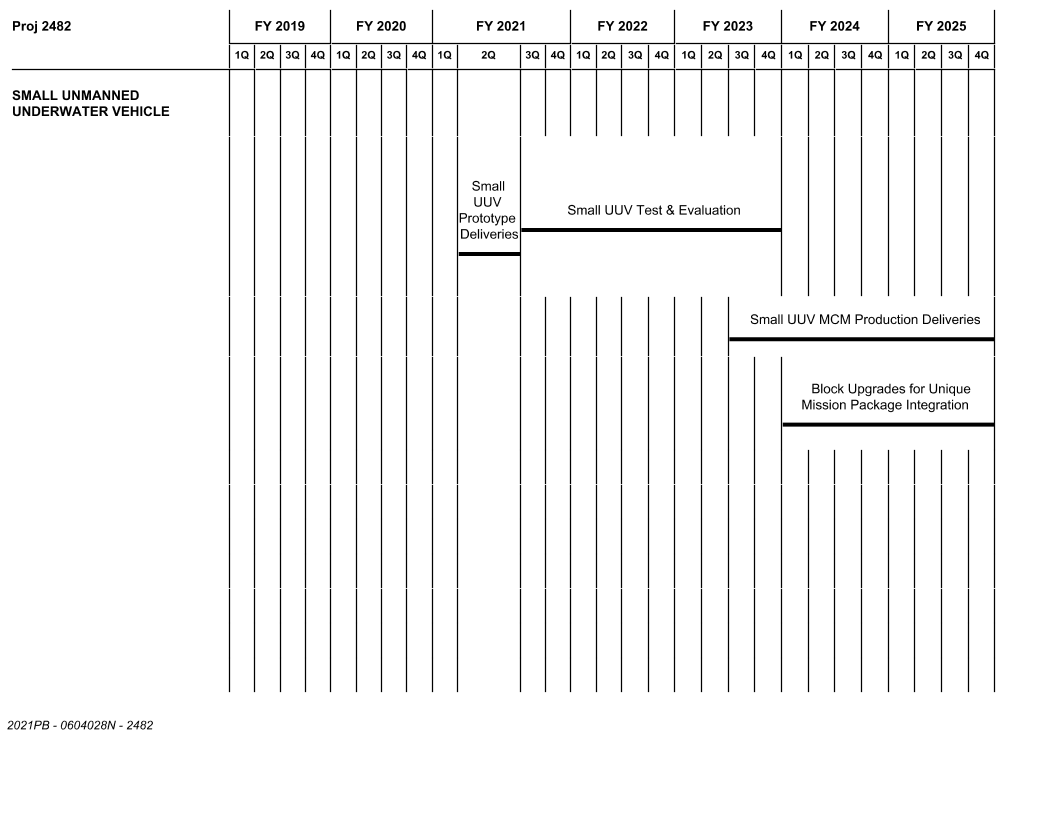 Proj 2482 FY 2019 FY 2020 FY 2021 FY 2022 FY 2023 FY 2024 FY 2025
1Q 2Q 3Q 4Q 1Q 2Q 3Q 4Q 1Q 2Q 3Q 4Q 1Q 2Q 3Q 4Q 1Q 2Q 3Q 4Q 1Q 2Q 3Q 4Q 1Q 2Q 3Q 4Q
SMALL UNMANNED
UNDERWATER VEHICLE
Small
UUV
Prototype
Deliveries
Small UUV Test & Evaluation
Small UUV MCM Production Deliveries
Block Upgrades for Unique
Mission Package Integration
2021PB - 0604028N - 2482